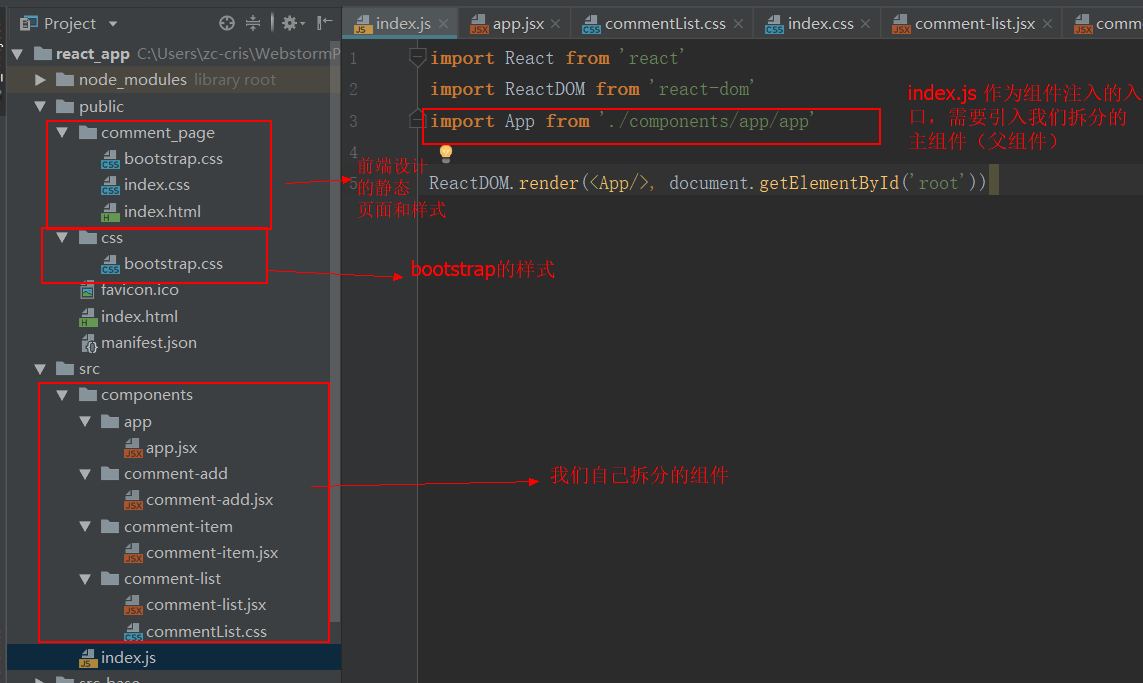 Project
index.js
app.jsx
commentList.css
index.css
comment-list.jsx
comm
react_app C:\Users\zc-cris\WebstormP
node_modules library root
public
comment_page
bootstrap.css
index.css
index.html
css
bootstrap.css
favicon.ico
index.html
manifest.json
src
components
app
app.jsx
comment-add
comment-add.jsx
comment-item
comment-item.jsx
comment-list
comment-list.jsx
commentList.css
index.js
src_base
1 import React from 'react'
2 import ReactDOM from 'react-dom'
3 import App from './components/app/app'
4
5 ReactDOM.render(<App/>, document.getElementById('root'))
index.js 作为组件注入的入
口，需要引入我们拆分的
主组件（父组件）
前端设计
的静态
页面和样式
bootstrap的样式
我们自己拆分的组件